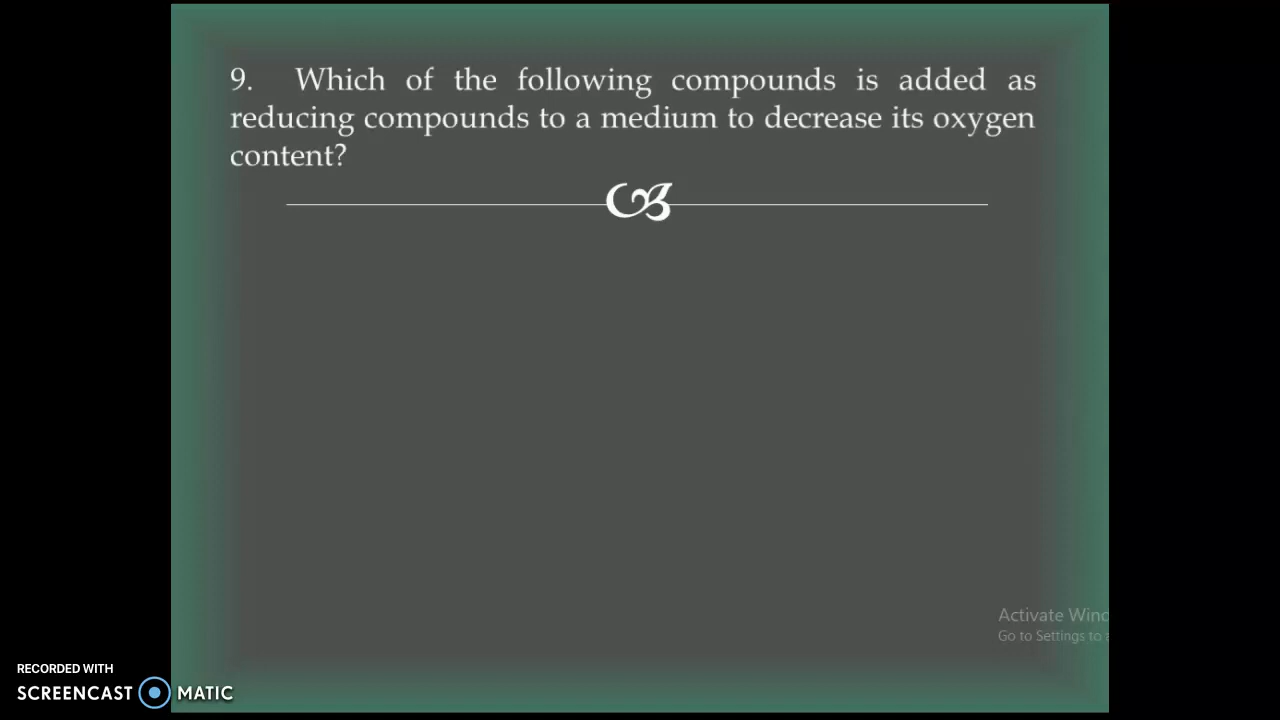 9. Which of the following compounds is added as
reducing compounds to a medium to decrease its oxygen
content?
Activate Wind
Go to Settings to a
RECORDED WITH
SCREENCAST MATIC